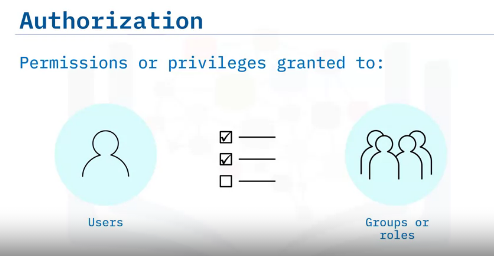 Authorization
Permissions or privileges granted to:
Users
Groups or
roles